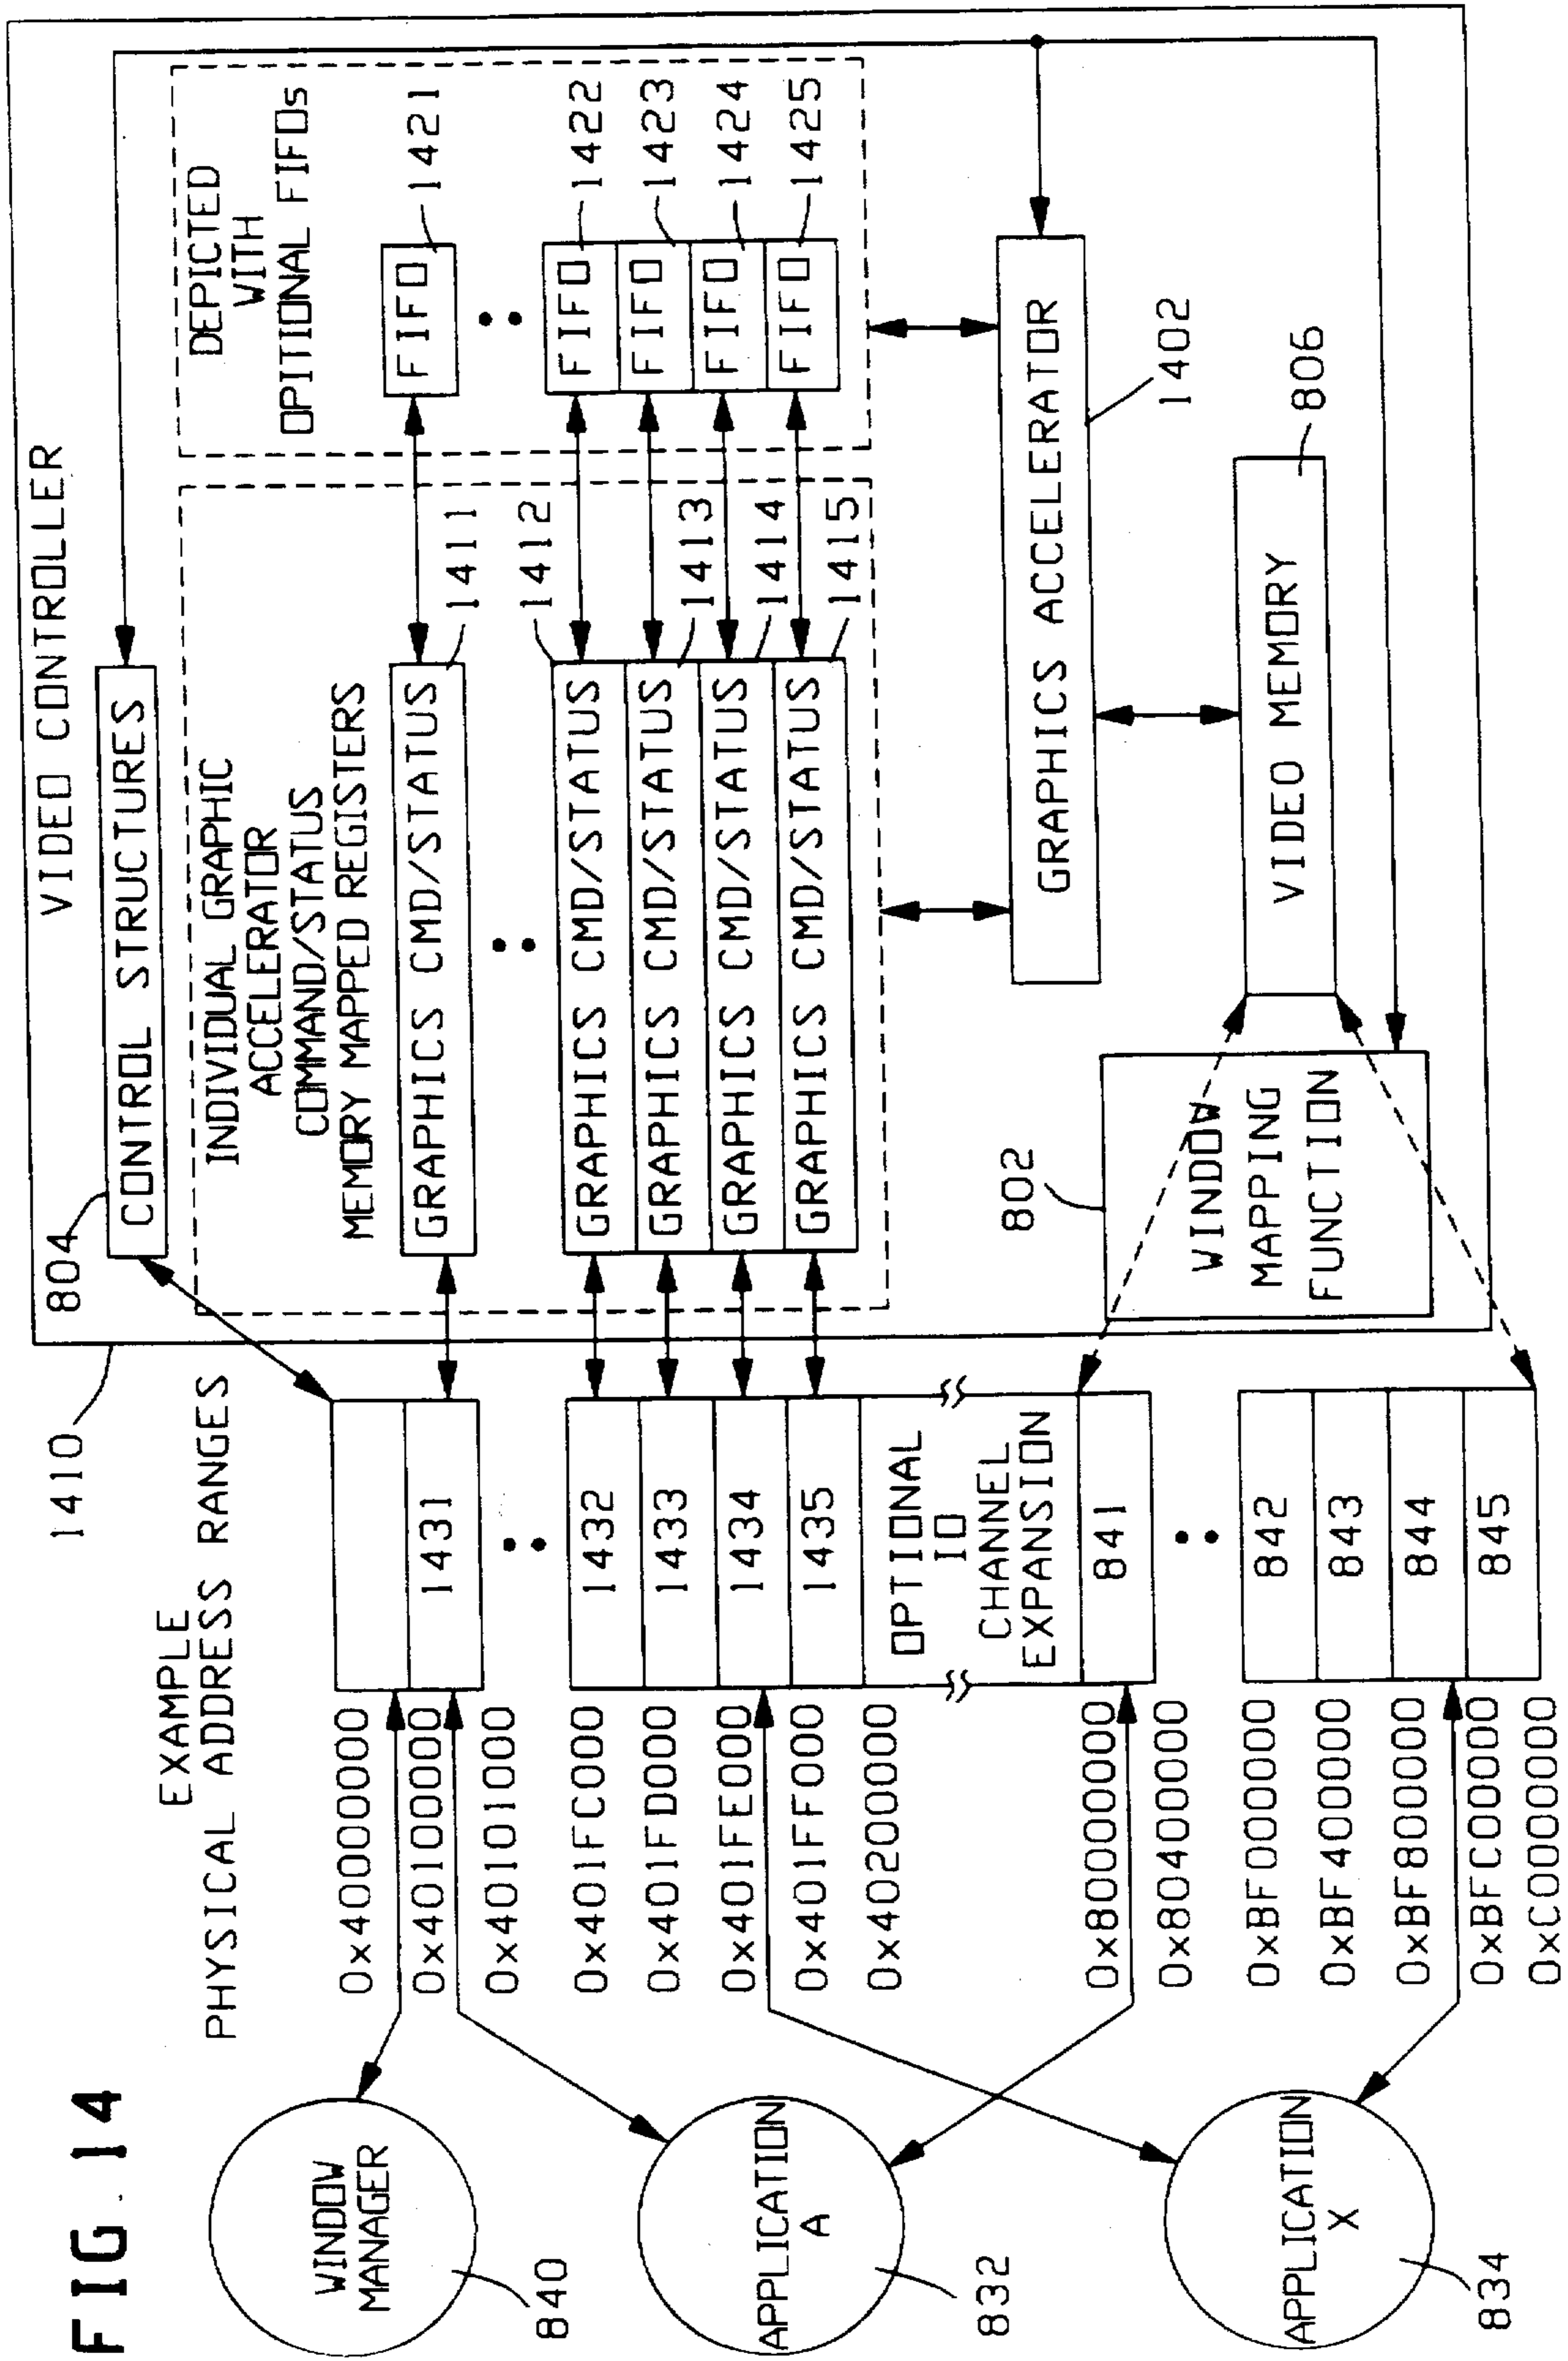 FIG. 14
EXAMPLE
PHYSICAL ADDRESS RANGES
1410
VIDEO CONTROLLER
804
CONTROL STRUCTURES
INDIVIDUAL GRAPHIC
ACCELERATOR
COMMAND/STATUS
MEMORY MAPPED REGISTERS
DEPICTED
WITH
OPITIONAL FIFOs
WINDOW
MANAGER
840
0x40000000
0x40100000
1431
GRAPHICS CMD/STATUS
1411
FIFO
1421
0x40101000
0x401FC000
1432
GRAPHICS CMD/STATUS
1412
FIFO
1422
0x401FD000
1433
GRAPHICS CMD/STATUS
1413
FIFO
1423
0x401FE000
1434
GRAPHICS CMD/STATUS
1414
FIFO
1424
0x401FF000
1435
GRAPHICS CMD/STATUS
1415
FIFO
1425
0x40200000
OPTIONAL
IO
CHANNEL
EXPANSION
APPLICATION
A
832
GRAPHICS ACCELERATOR
1402
0x80000000
841
0x80400000
802
WINDOW
MAPPING
FUNCTION
VIDEO MEMORY
806
0xBF000000
842
0xBF400000
843
0xBF800000
844
0xBFC00000
845
0xC0000000
APPLICATION
X
834